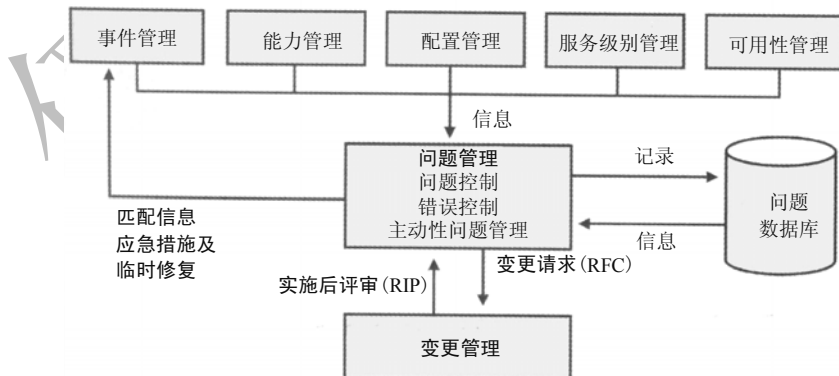 事件管理
能力管理
配置管理
服务级别管理
可用性管理
信息
问题管理
问题控制
错误控制
主动性问题管理
记录
信息
问题
数据库
匹配信息
应急措施及
临时修复
实施后评审(RIP)
变更请求(RFC)
变更管理